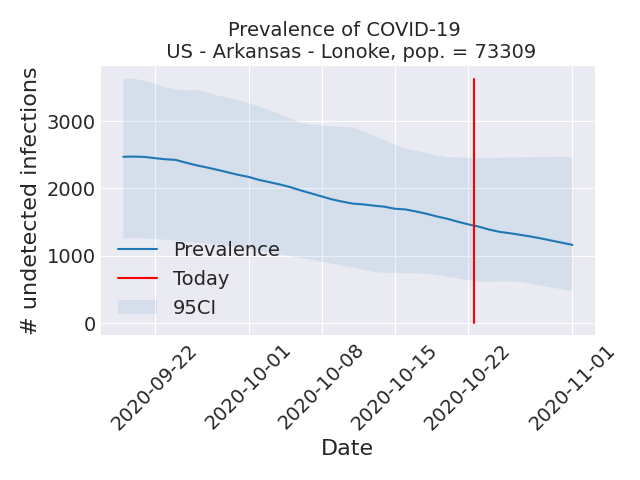 Prevalence of COVID-19
US - Arkansas - Lonoke, pop. = 73309
# undetected infections
3000
2000
1000
0
Prevalence
Today
95CI
2020-09-22
2020-10-01
2020-10-08
2020-10-15
2020-10-22
2020-11-01
Date